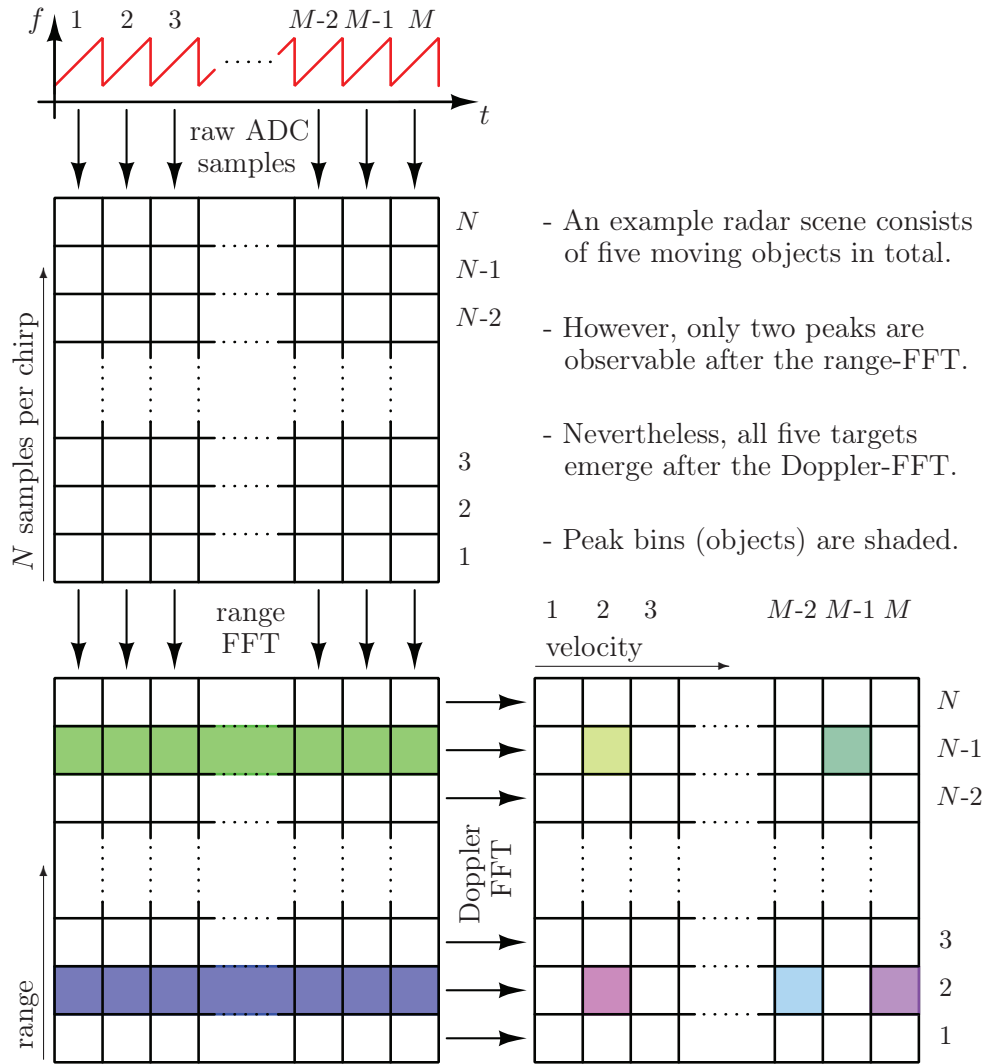 f
1 2 3 ..... M-2 M-1 M
t
raw ADC
samples
N samples per chirp
N
N-1
N-2
3
2
1
- An example radar scene consists
of five moving objects in total.
- However, only two peaks are
observable after the range-FFT.
- Nevertheless, all five targets
emerge after the Doppler-FFT.
- Peak bins (objects) are shaded.
range
FFT
1 2 3 M-2 M-1 M
velocity
range
Doppler
FFT
N
N-1
N-2
3
2
1